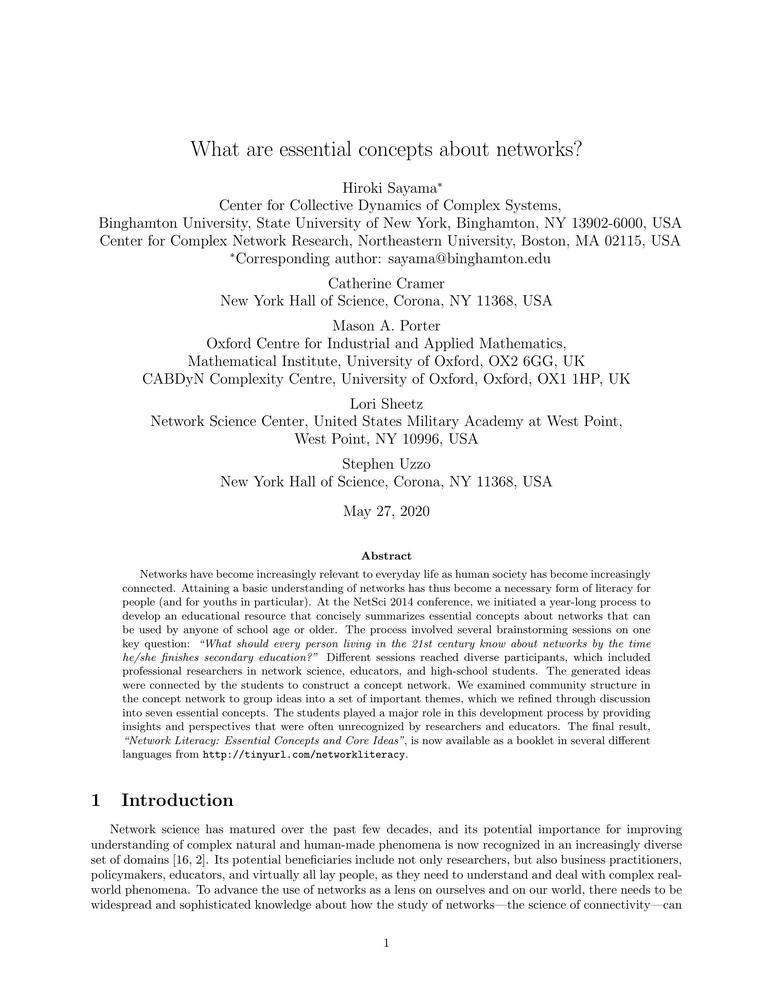 What are essential concepts about networks?
Hiroki Sayama*
Center for Collective Dynamics of Complex Systems,
Binghamton University, State University of New York, Binghamton, NY 13902-6000, USA
Center for Complex Network Research, Northeastern University, Boston, MA 02115, USA
*Corresponding author: sayama@binghamton.edu
Catherine Cramer
New York Hall of Science, Corona, NY 11368, USA
Mason A. Porter
Oxford Centre for Industrial and Applied Mathematics,
Mathematical Institute, University of Oxford, OX2 6GG, UK
CABDyN Complexity Centre, University of Oxford, Oxford, OX1 1HP, UK
Lori Sheetz
Network Science Center, United States Military Academy at West Point,
West Point, NY 10996, USA
Stephen Uzzo
New York Hall of Science, Corona, NY 11368, USA
May 27, 2020
Abstract
Networks have become increasingly relevant to everyday life as human society has become increasingly
connected. Attaining a basic understanding of networks has thus become a necessary form of literacy for
people (and for youths in particular). At the NetSci 2014 conference, we initiated a year-long process to
develop an educational resource that concisely summarizes essential concepts about networks that can
be used by anyone of school age or older. The process involved several brainstorming sessions on one
key question: “What should every person living in the 21st century know about networks by the time
he/she finishes secondary education?” Different sessions reached diverse participants, which included
professional researchers in network science, educators, and high-school students. The generated ideas
were connected by the students to construct a concept network. We examined community structure in
the concept network to group ideas into a set of important themes, which we refined through discussion
into seven essential concepts. The students played a major role in this development process by providing
insights and perspectives that were often unrecognized by researchers and educators. The final result,
“Network Literacy: Essential Concepts and Core Ideas”, is now available as a booklet in several different
languages from http://tinyurl.com/networkliteracy.
1 Introduction
Network science has matured over the past few decades, and its potential importance for improving
understanding of complex natural and human-made phenomena is now recognized in an increasingly diverse
set of domains [16, 2]. Its potential beneficiaries include not only researchers, but also business practitioners,
policymakers, educators, and virtually all lay people, as they need to understand and deal with complex real-
world phenomena. To advance the use of networks as a lens on ourselves and on our world, there needs to be
widespread and sophisticated knowledge about how the study of networks—the science of connectivity—can
1